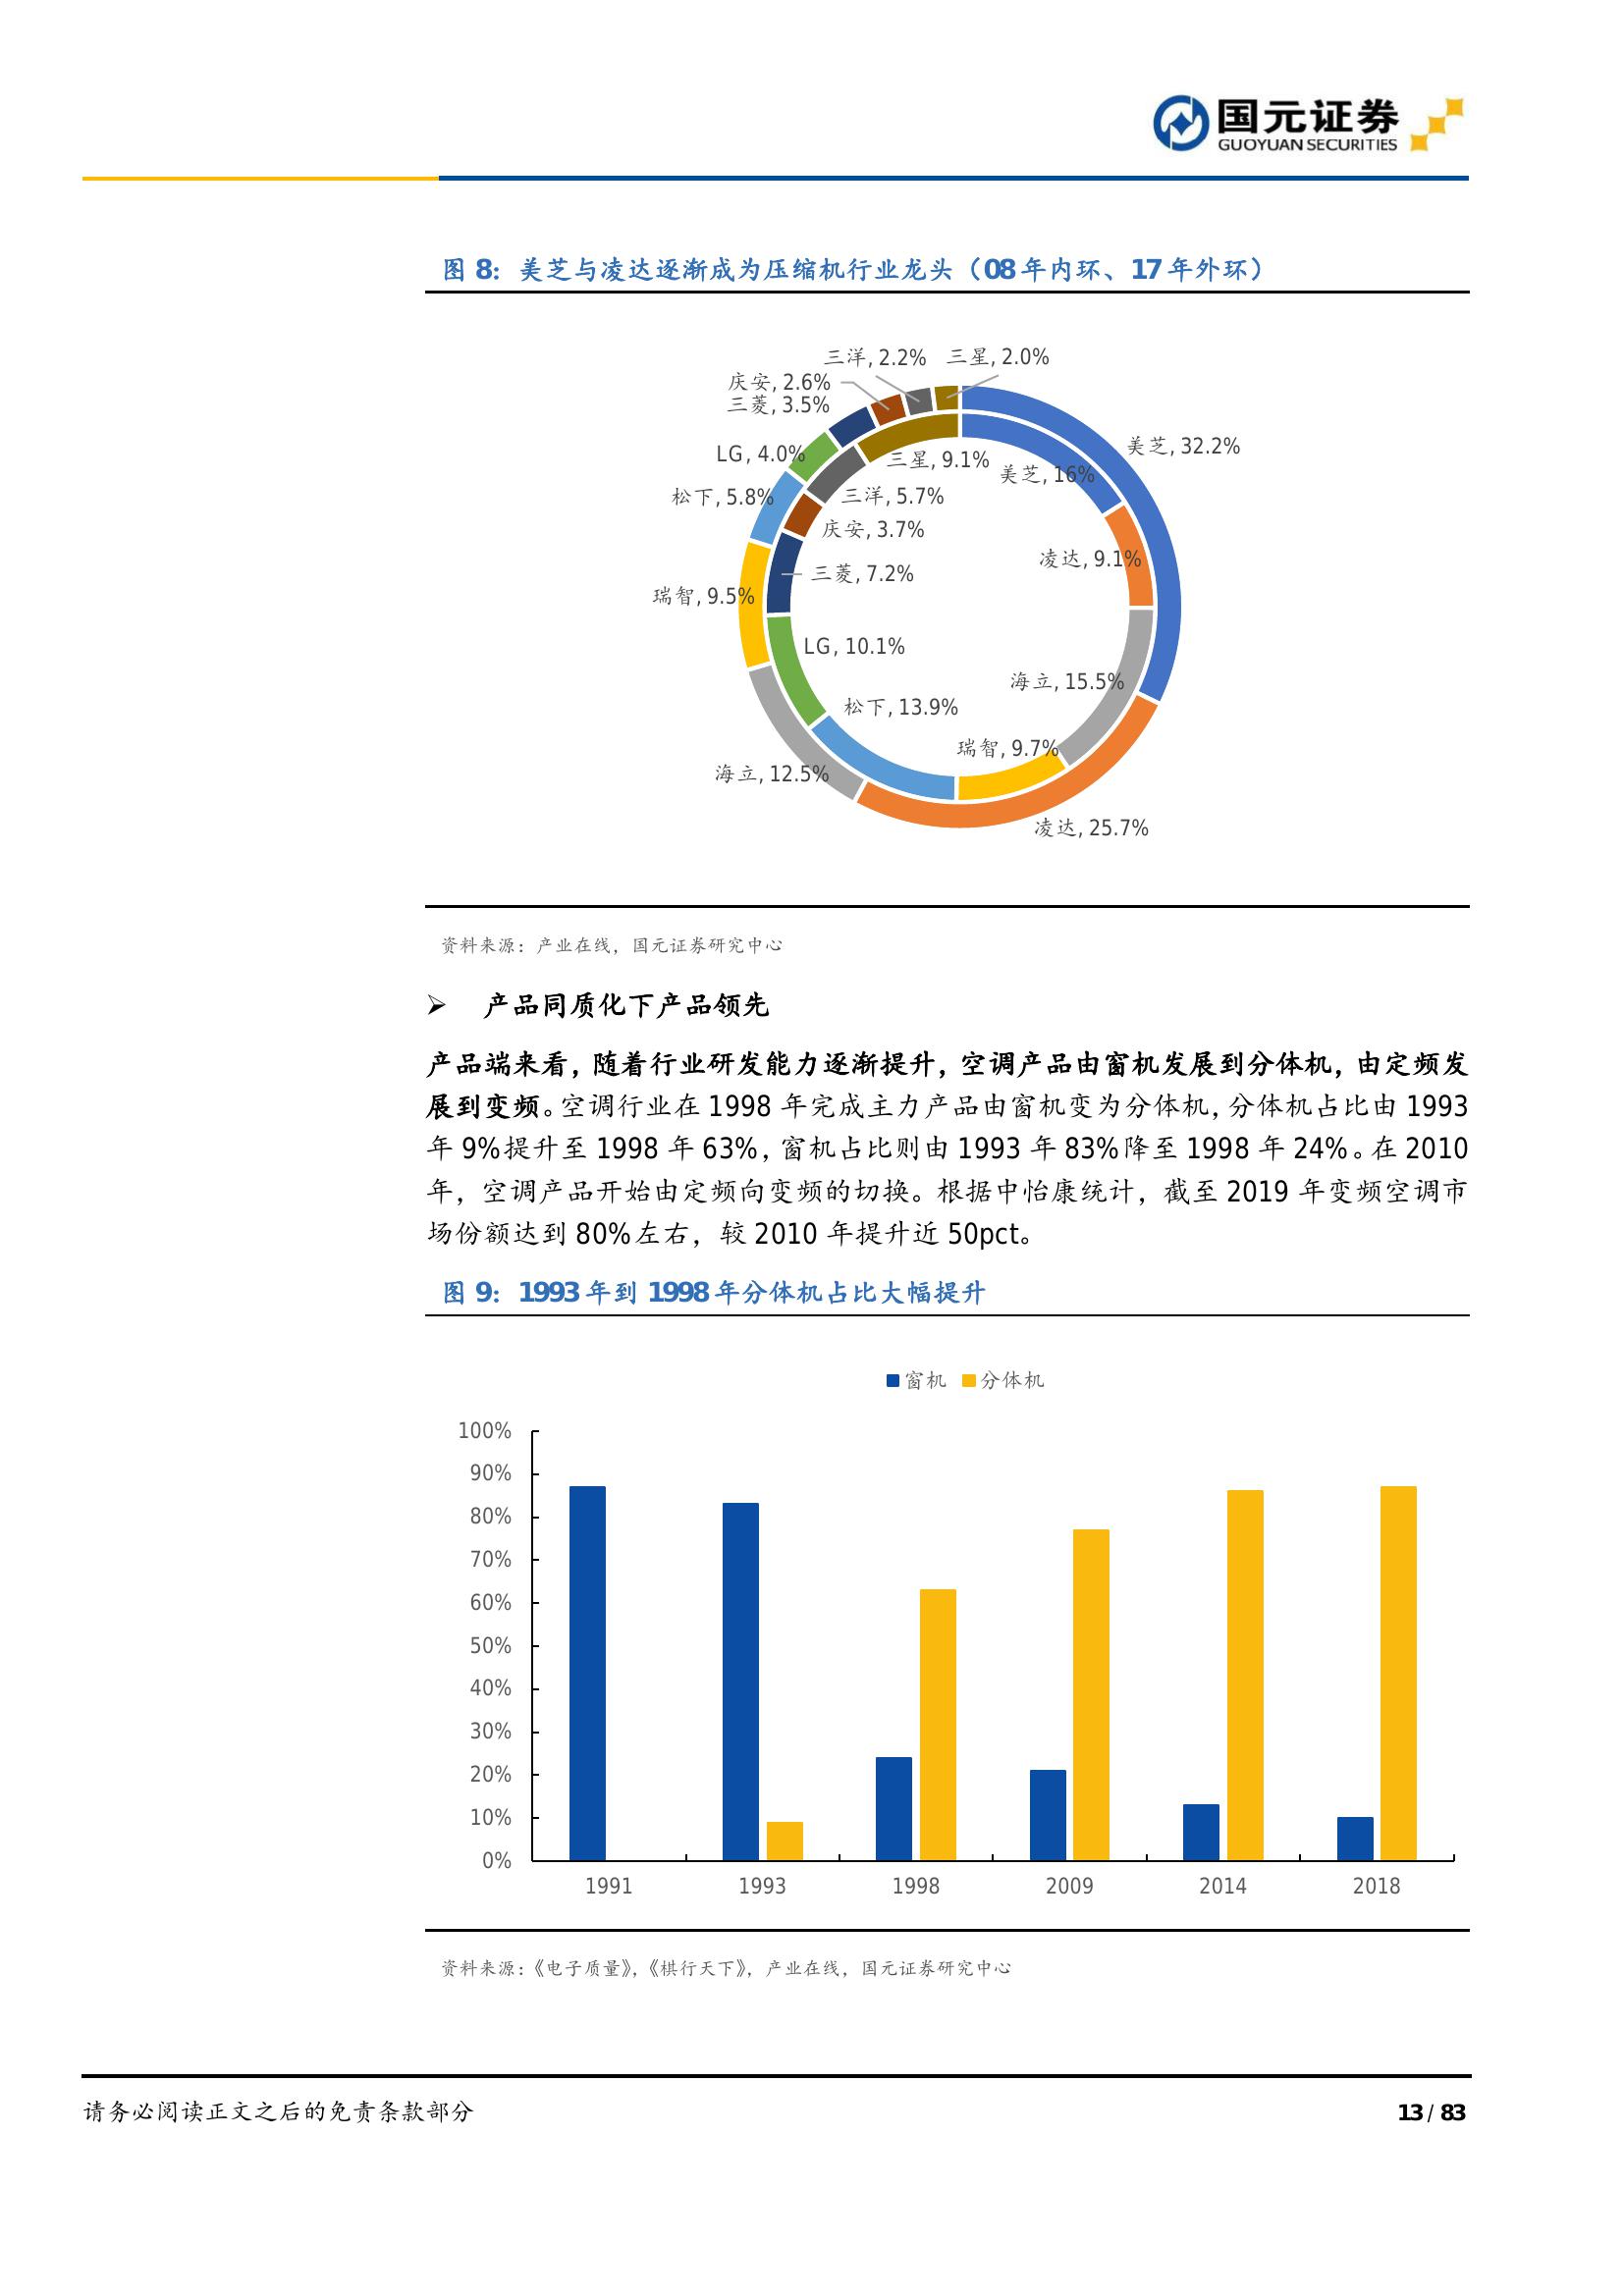 国元证券
GUOYUAN SECURITIES
图 8：美芝与凌达逐渐成为压缩机行业龙头（08 年内环、17 年外环）
三洋, 2.2%
三星, 2.0%
庆安, 2.6%
三菱, 3.5%
LG, 4.0%
松下, 5.8%
瑞智, 9.5%
海立, 12.5%
凌达, 25.7%
美芝, 32.2%
三星, 9.1%
美芝, 16%
三洋, 5.7%
庆安, 3.7%
凌达, 9.1%
三菱, 7.2%
LG, 10.1%
海立, 15.5%
松下, 13.9%
瑞智, 9.7%
资料来源：产业在线，国元证券研究中心
➢ 产品同质化下产品领先
产品端来看，随着行业研发能力逐渐提升，空调产品由窗机发展到分体机，由定频发
展到变频。空调行业在 1998 年完成主力产品由窗机变为分体机，分体机占比由 1993
年 9%提升至 1998 年 63%，窗机占比则由 1993 年 83%降至 1998 年 24%。在 2010
年，空调产品开始由定频向变频的切换。根据中怡康统计，截至 2019 年变频空调市
场份额达到 80%左右，较 2010 年提升近 50pct。
图 9：1993 年到 1998 年分体机占比大幅提升
窗机 分体机
100%
90%
80%
70%
60%
50%
40%
30%
20%
10%
0%
1991 1993 1998 2009 2014 2018
资料来源：《电子质量》，《棋行天下》，产业在线，国元证券研究中心
请务必阅读正文之后的免责条款部分 13 / 83